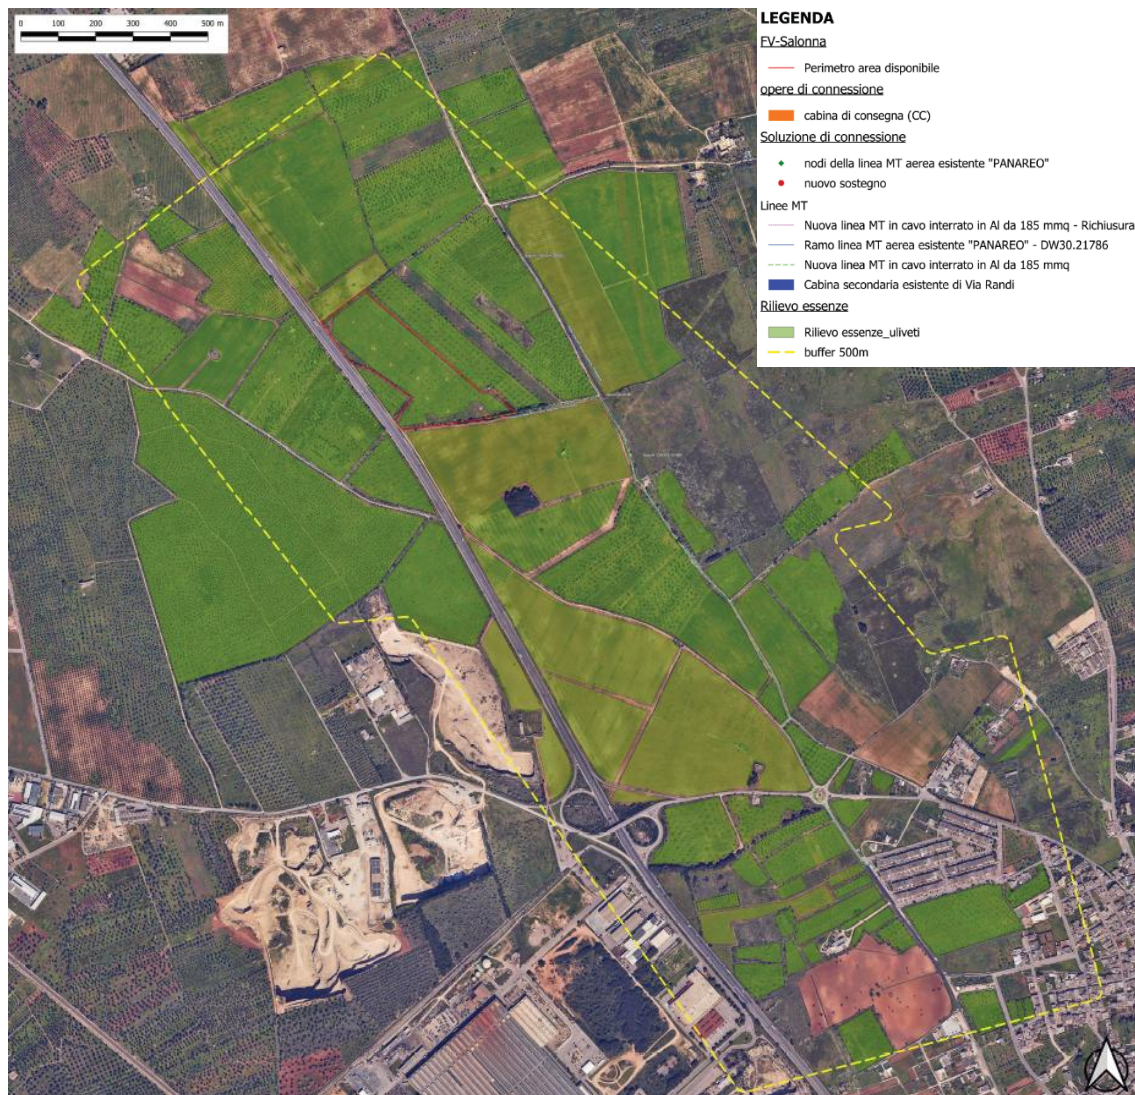 0 100 200 300 400 500 m
LEGENDA
FV-Salonna
Perimetro area disponibile
opere di connessione
cabina di consegna (CC)
Soluzione di connessione
nodi della linea MT aerea esistente "PANAREO"
nuovo sostegno
Linee MT
Nuova linea MT in cavo interrato in Al da 185 mmq - Richiusura
Ramo linea MT aerea esistente "PANAREO" - DW30.21786
Nuova linea MT in cavo interrato in Al da 185 mmq
Cabina secondaria esistente di Via Randi
Rilievo essenze
Rilievo essenze_uliveti
buffer 500m